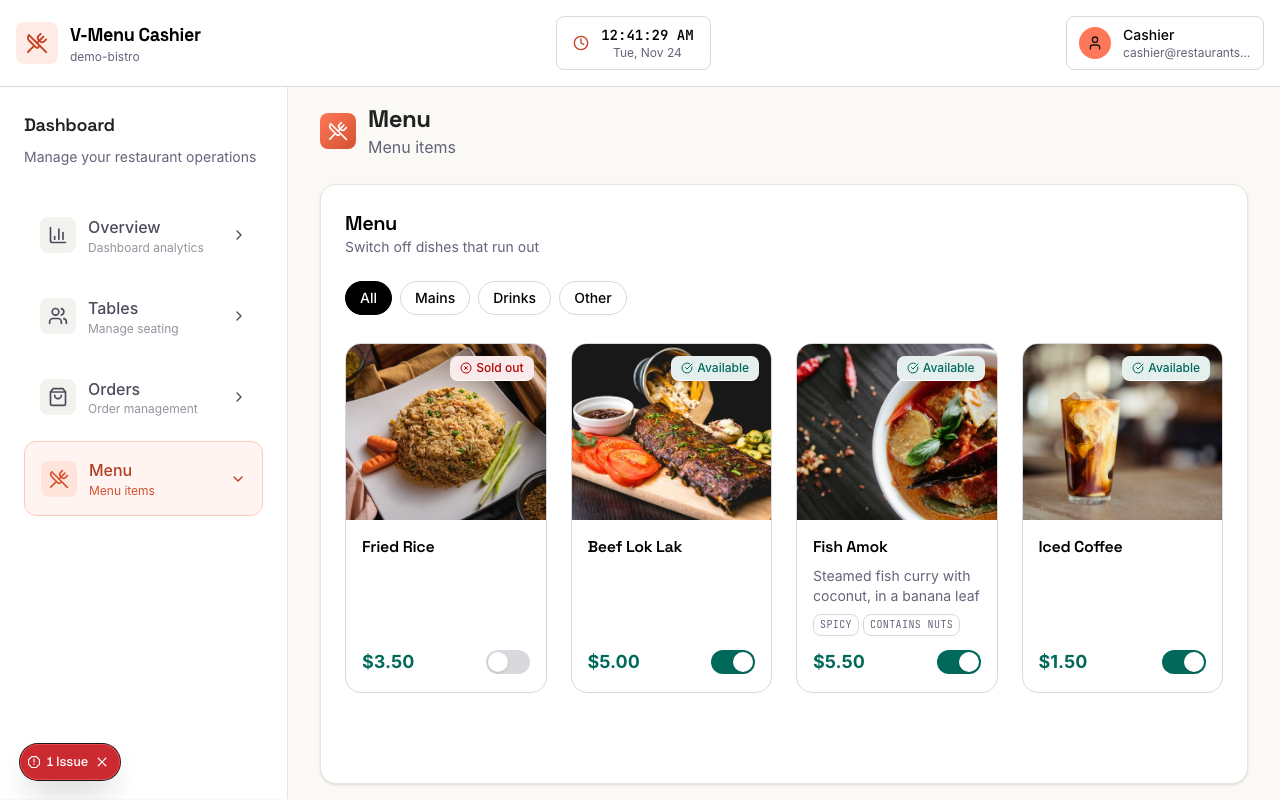 V-Menu Cashier
demo-bistro
12:41:29 AM
Tue, Nov 24
Cashier
cashier@restaurants...
Dashboard
Manage your restaurant operations
Overview
Dashboard analytics
Tables
Manage seating
Orders
Order management
Menu
Menu items
1 Issue
Menu
Menu items
Menu
Switch off dishes that run out
All
Mains
Drinks
Other
Sold out
Fried Rice
$3.50
Available
Beef Lok Lak
$5.00
Available
Fish Amok
Steamed fish curry with
coconut, in a banana leaf
SPICY
CONTAINS NUTS
$5.50
Available
Iced Coffee
$1.50